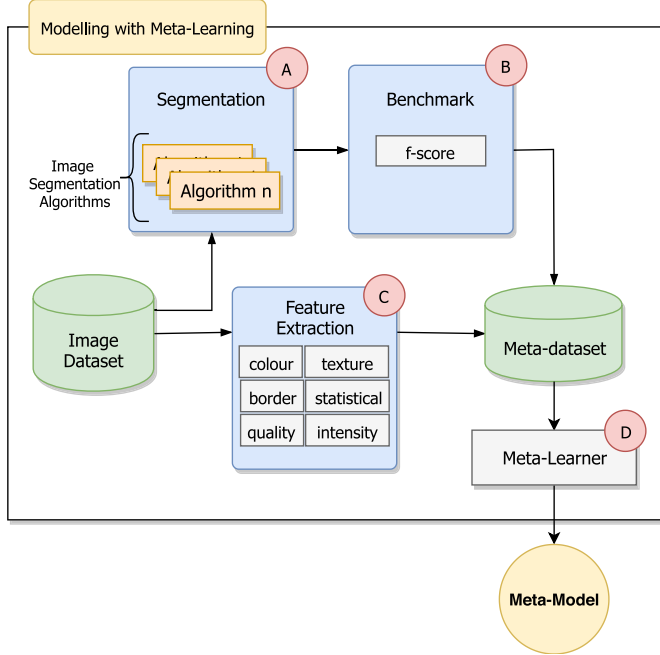 Modelling with Meta-Learning
A
B
Segmentation
Benchmark
Image
Segmentation
Algorithms
Algorithm n
f-score
C
Feature
Extraction
Image
Dataset
colour
texture
border
statistical
quality
intensity
Meta-dataset
D
Meta-Learner
Meta-Model